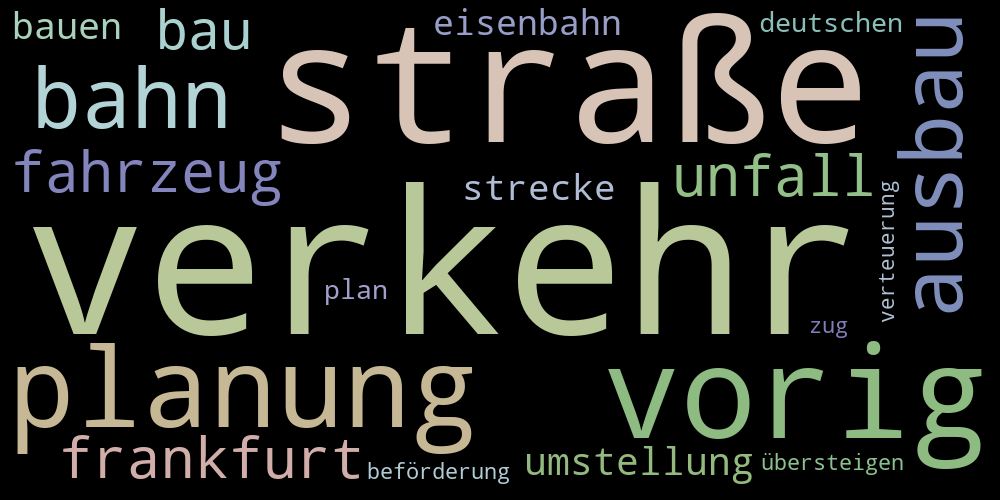 bauen
bau
eisenbahn
deutschen
straße
ausbau
bahn
fahrzeug
strecke
unfall
verkehr
verteuerung
plan
zug
planung
vorig
frankfurt
beförderung
umstellung
übersteigen